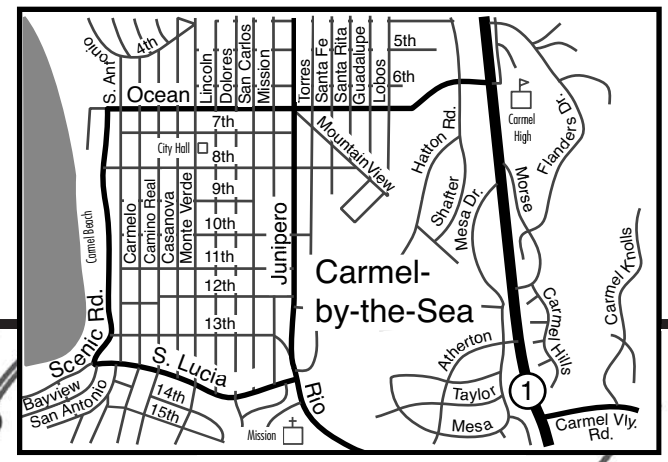 S. Antonio
4th
Lincoln
Dolores
San Carlos
Mission
Torres
Santa Fe
Santa Rita
Guadalupe
Lobos
5th
6th
Ocean
7th
City Hall
8th
9th
10th
11th
12th
13th
Mountain View
Hatton Rd.
Shafter
Mesa Dr.
Carmel
High
Flanders Dr.
Morse
Carmel Beach
Carmelo
Camino Real
Casanova
Monte Verde
Junipero
Carmel-
by-the-Sea
Scenic Rd.
S. Lucia
Rio
Bayview
San Antonio
14th
15th
Mission
Atherton
Taylor
Mesa
1
Carmel Hills
Carmel Knolls
Carmel Vly.
Rd.